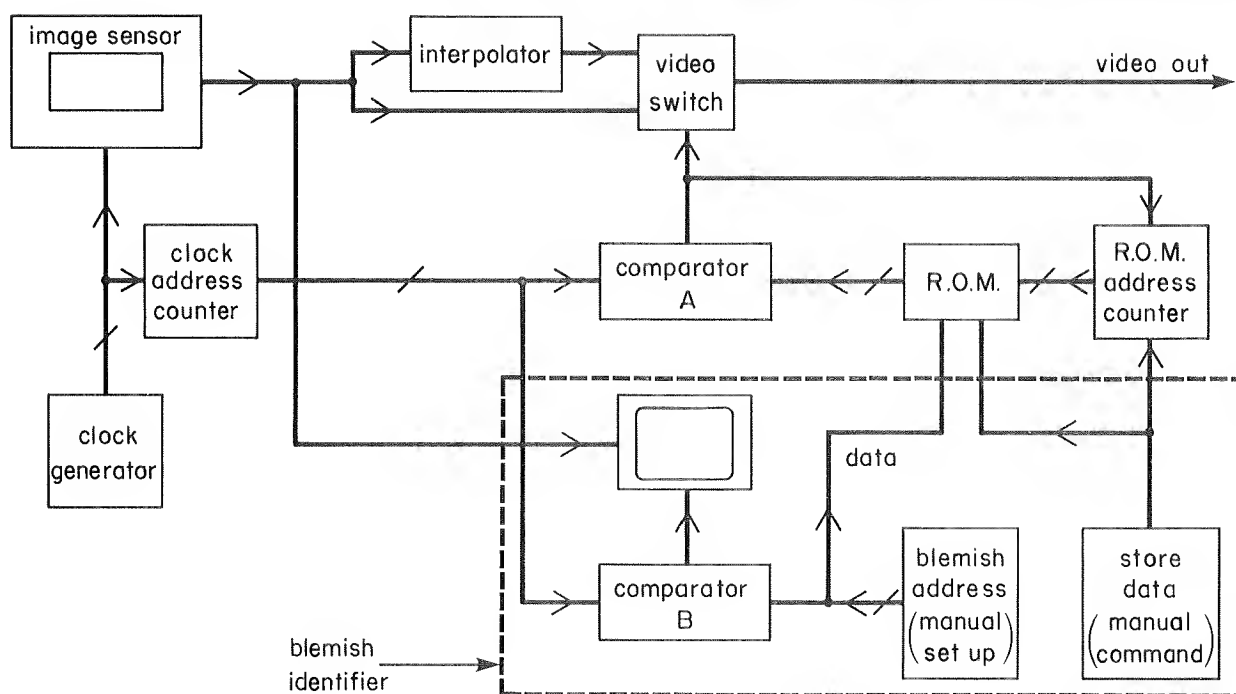 image sensor
interpolator
video
switch
video out
clock
address
counter
comparator
A
R.O.M.
R.O.M.
address
counter
clock
generator
data
comparator
B
blemish
address
(manual
set up)
store
data
(manual
command)
blemish
identifier